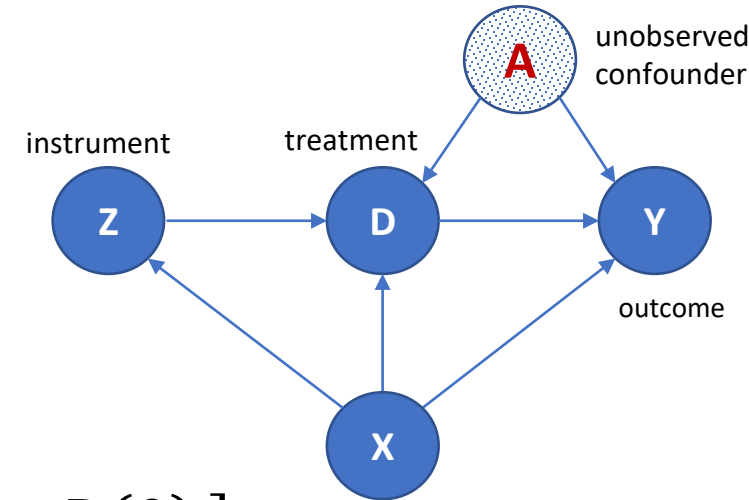 A
unobserved
confounder
instrument
treatment
Z
D
Y
outcome
X